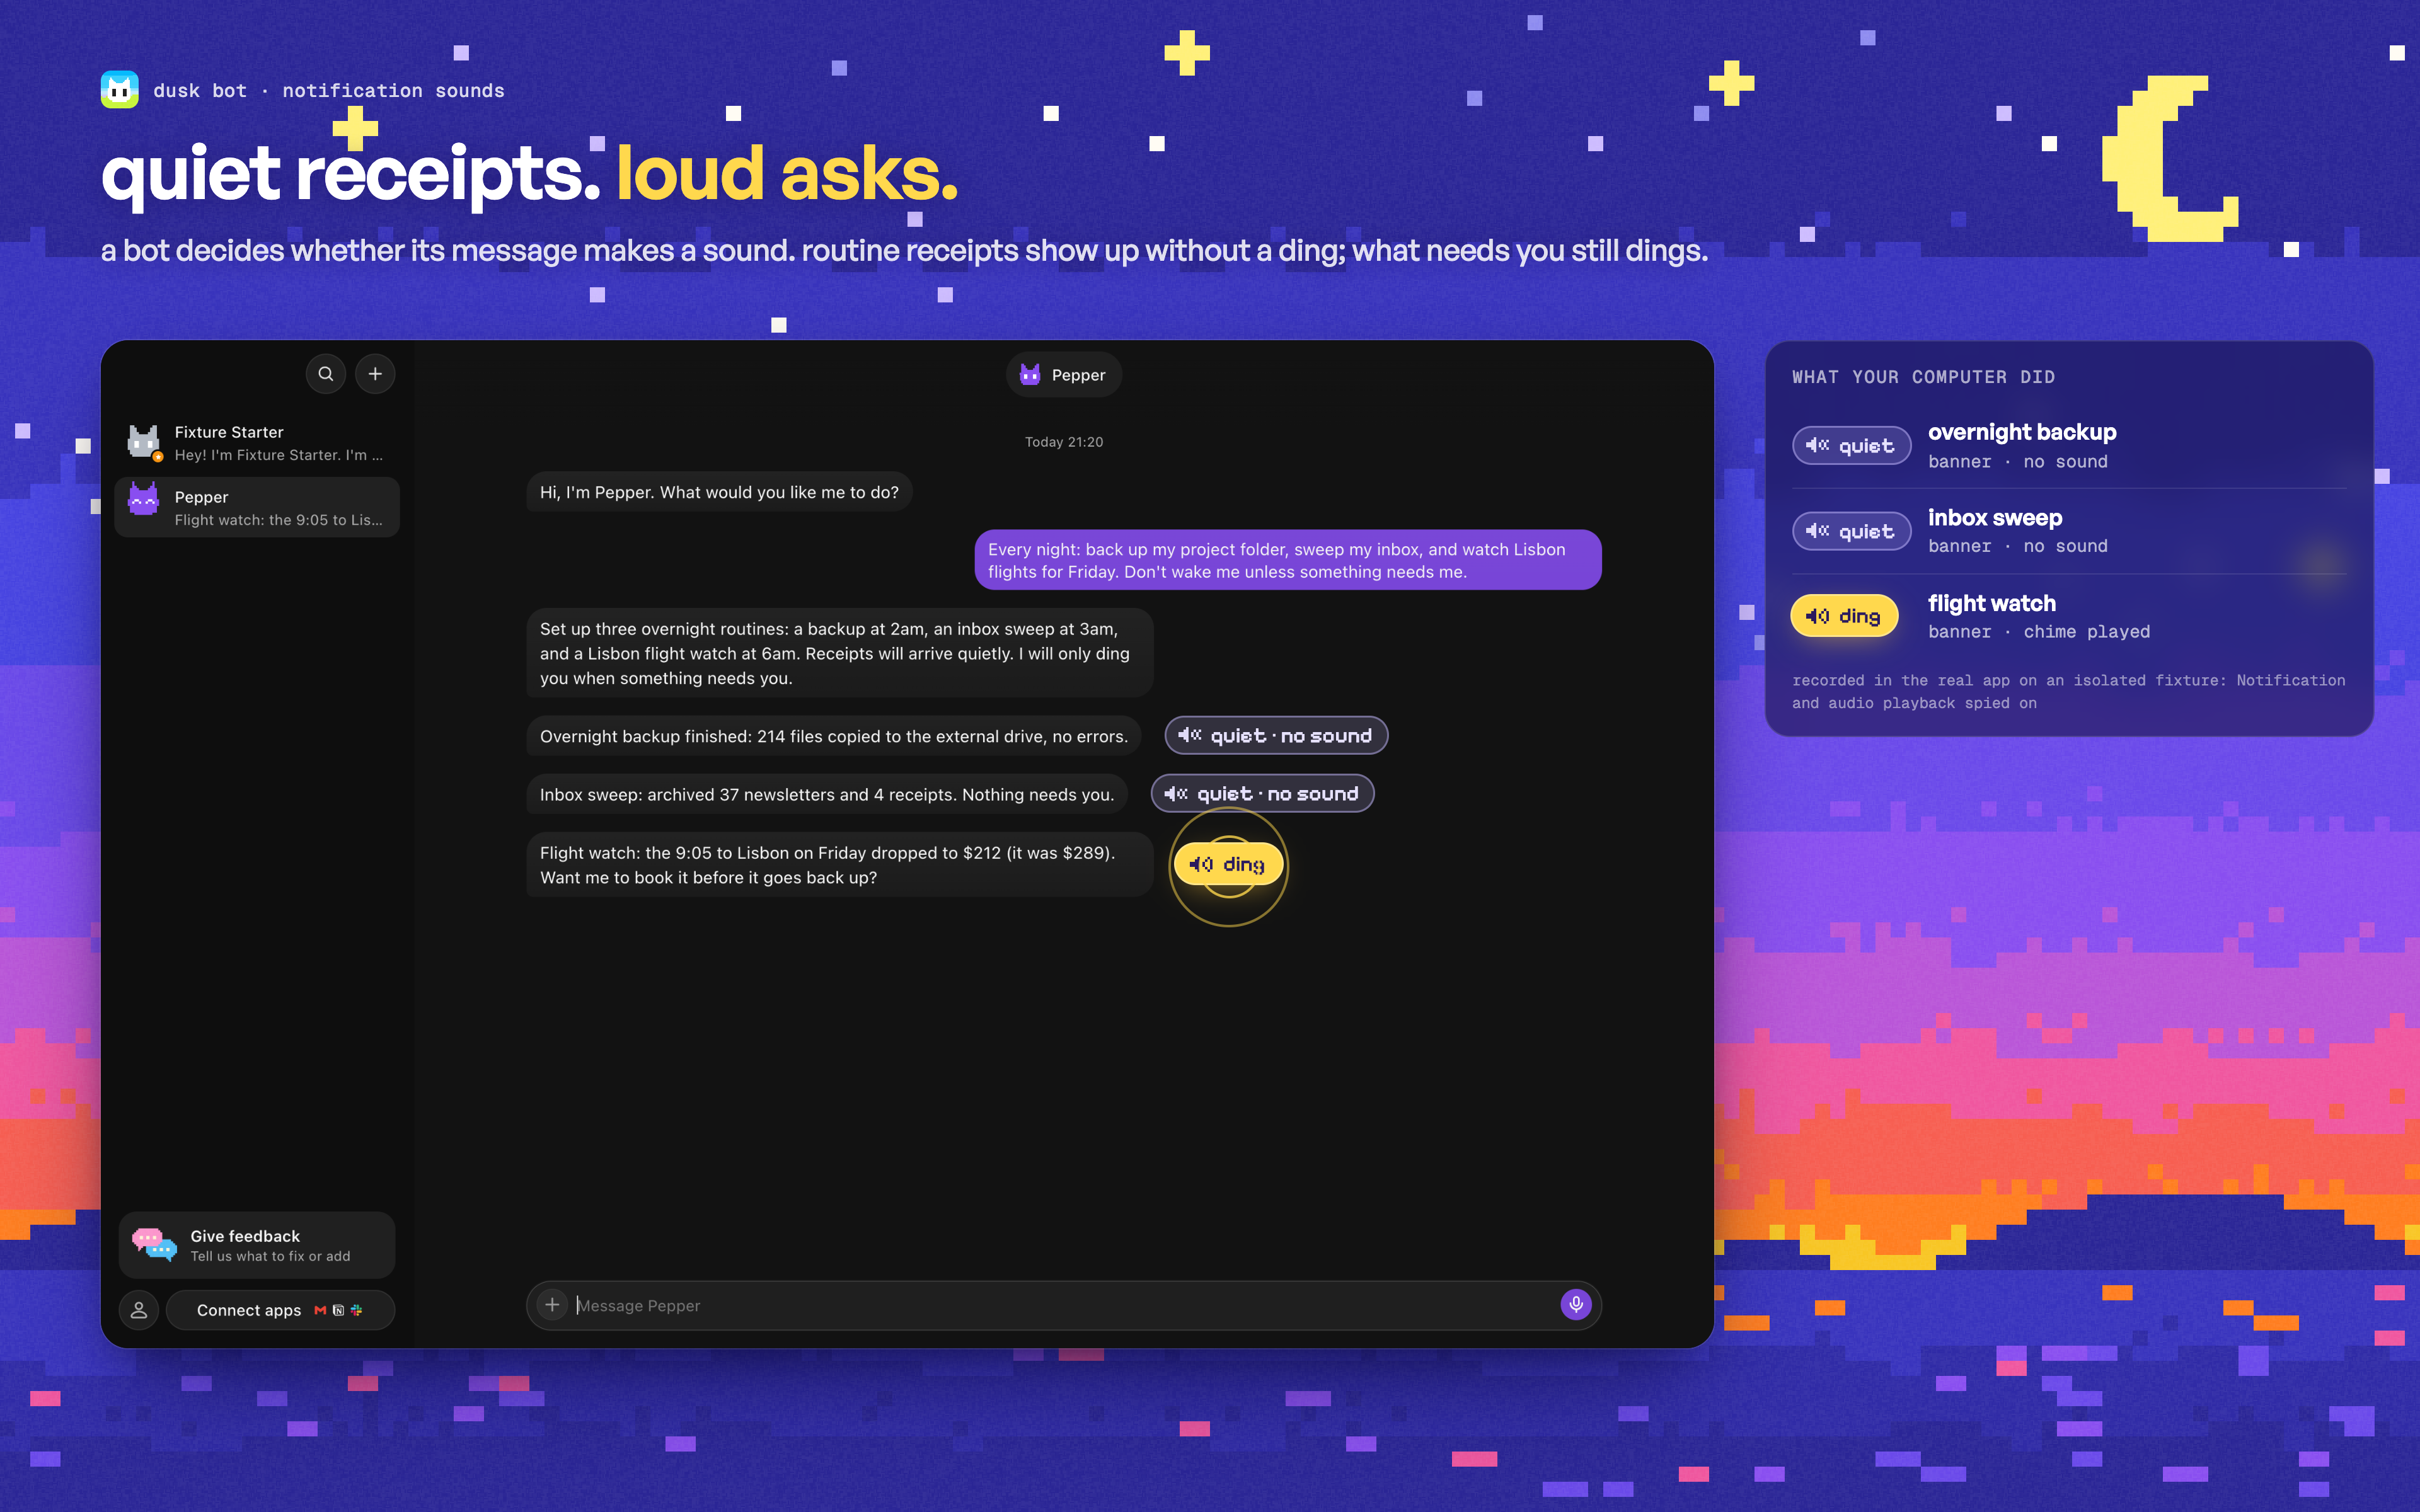 dusk bot · notification sounds
quiet receipts. loud asks.
a bot decides whether its message makes a sound. routine receipts show up without a ding; what needs you still dings.
Fixture Starter
Hey! I'm Fixture Starter. I'm ...
Pepper
Flight watch: the 9:05 to Lis...
Give feedback
Tell us what to fix or add
Connect apps
Pepper
Today 21:20
Hi, I'm Pepper. What would you like me to do?
Every night: back up my project folder, sweep my inbox, and watch Lisbon
flights for Friday. Don't wake me unless something needs me.
Set up three overnight routines: a backup at 2am, an inbox sweep at 3am,
and a Lisbon flight watch at 6am. Receipts will arrive quietly. I will only ding
you when something needs you.
Overnight backup finished: 214 files copied to the external drive, no errors.
quiet · no sound
Inbox sweep: archived 37 newsletters and 4 receipts. Nothing needs you.
quiet · no sound
Flight watch: the 9:05 to Lisbon on Friday dropped to $212 (it was $289).
Want me to book it before it goes back up?
ding
Message Pepper
WHAT YOUR COMPUTER DID
quiet
overnight backup
banner · no sound
quiet
inbox sweep
banner · no sound
ding
flight watch
banner · chime played
recorded in the real app on an isolated fixture: Notification
and audio playback spied on